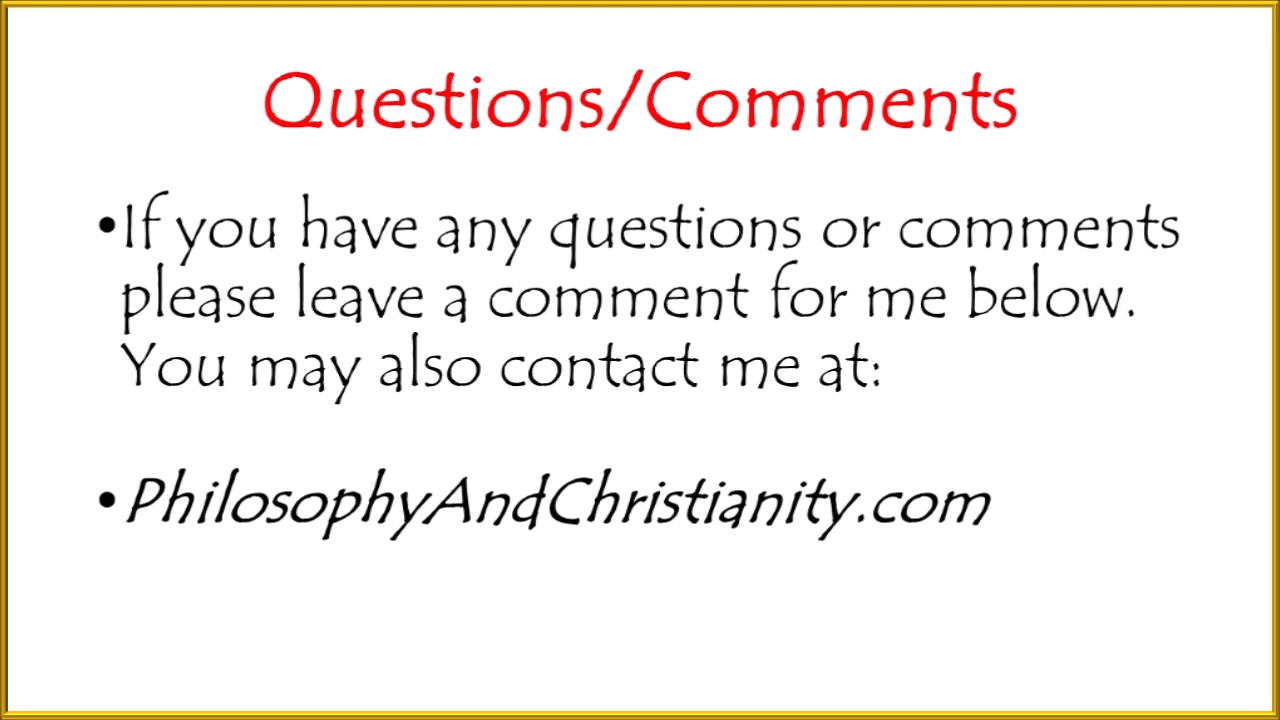 Questions/Comments
•If you have any questions or comments
please leave a comment for me below.
You may also contact me at:
•PhilosophyAndChristianity.com